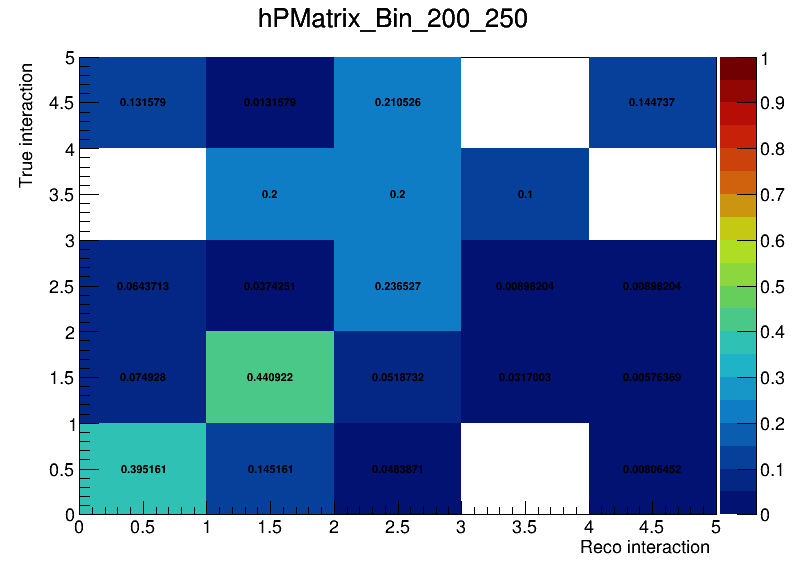 hPMatrix_Bin_200_250
True interaction
5
4.5
4
3.5
3
2.5
2
1.5
1
0.5
0
0.131579 0.0131579 0.210526 0.144737
0.2 0.2 0.1
0.0643713 0.0374251 0.236527 0.00898204 0.00898204
0.074928 0.440922 0.0518732 0.0317003 0.00576369
0.395161 0.145161 0.0483871 0.00806452
0 0.5 1 1.5 2 2.5 3 3.5 4 4.5 5
Reco interaction
1
0.9
0.8
0.7
0.6
0.5
0.4
0.3
0.2
0.1
0